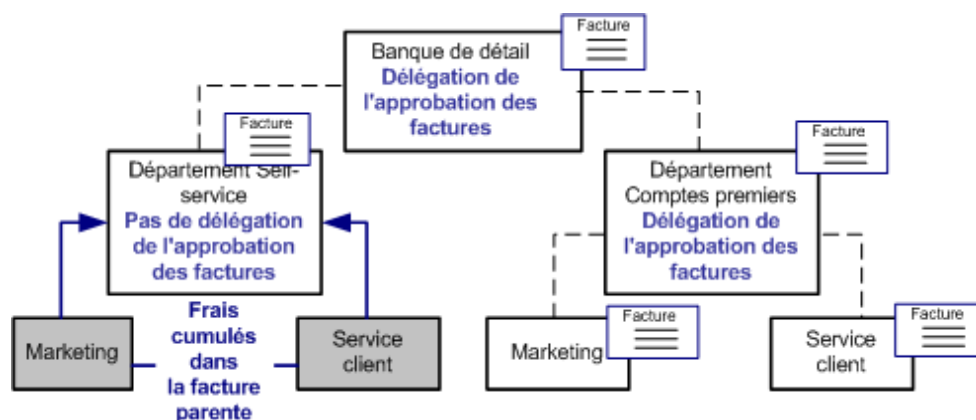 Facture
Banque de détail
Délégation de
l'approbation des
factures
Facture
Département Self-
service
Pas de délégation
de l'approbation
des factures
Facture
Département
Comptes premiers
Délégation de
l'approbation des
factures
Frais
cumulés
dans
la facture
parente
Marketing
Service
client
Facture
Marketing
Facture
Service
client